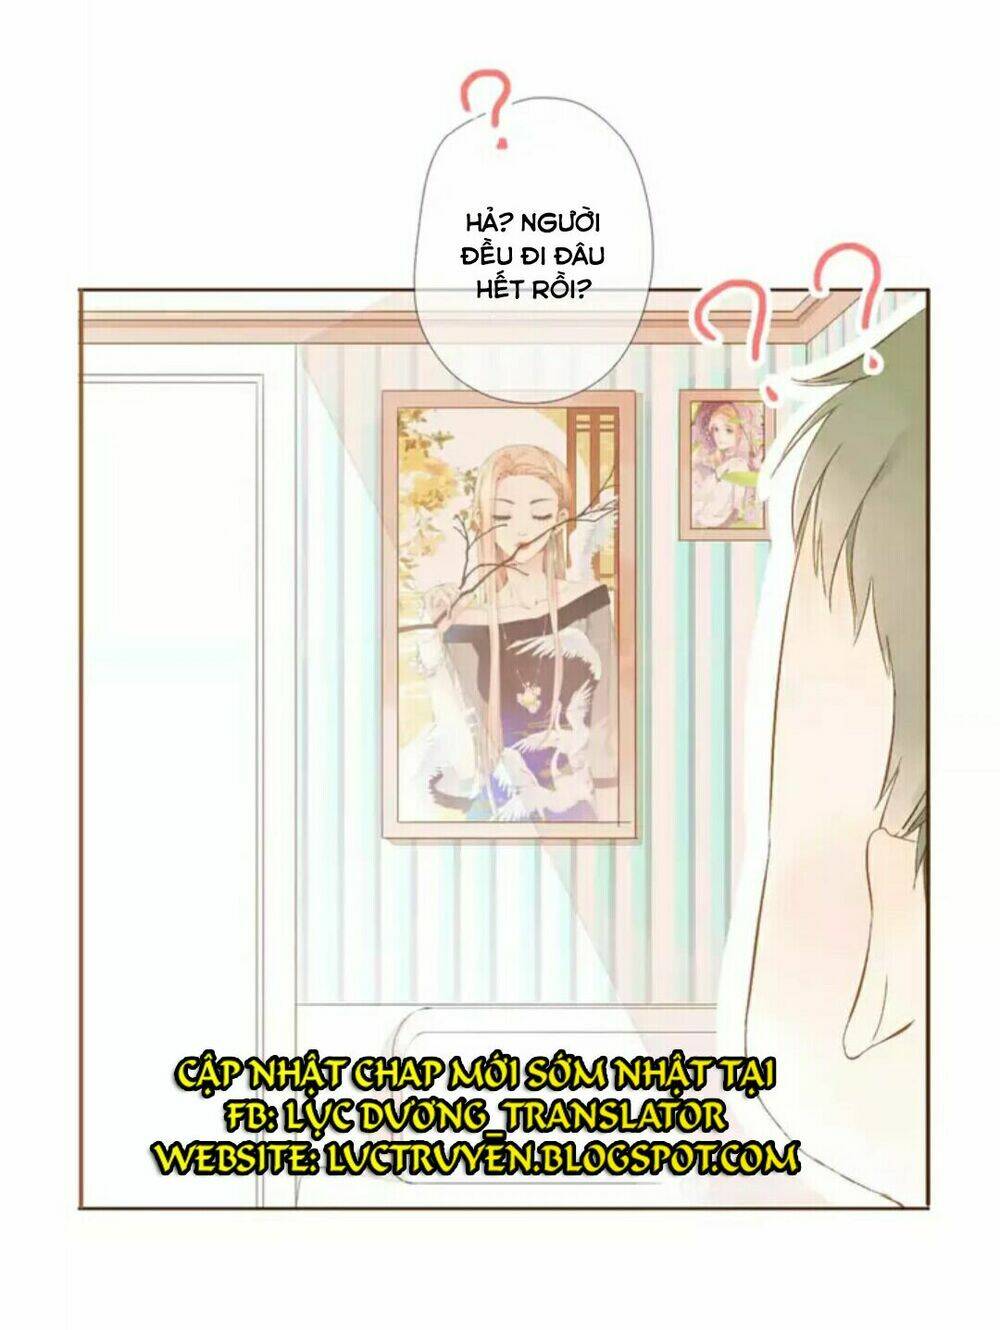 ?
HẢ? NGƯỜI
ĐỀU ĐI ĐÂU
HẾT RỒI?
? ?
CẬP NHẬT CHAP MỚI SỚM NHẤT TẠI
FB: LỤC DƯƠNG_TRANSLATOR
WEBSITE: LUCTRUYEN.BLOGSPOT.COM